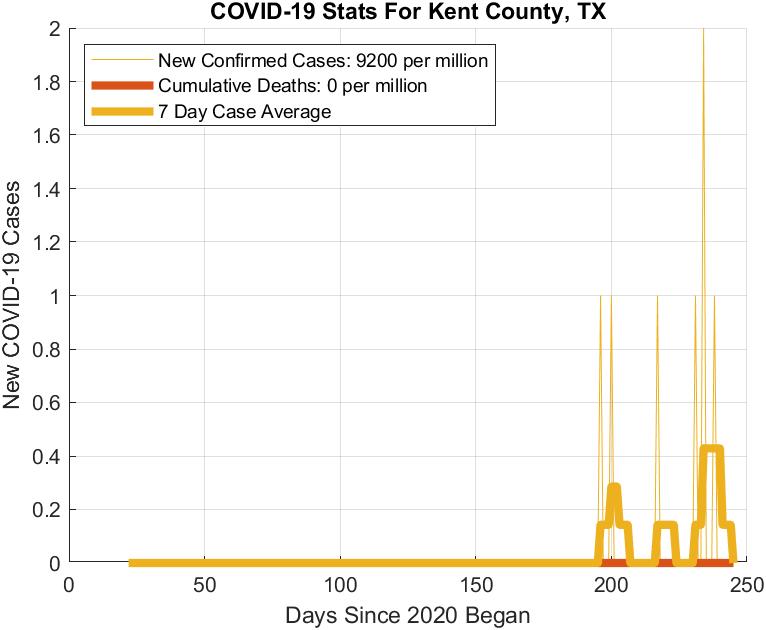 COVID-19 Stats For Kent County, TX
New Confirmed Cases: 9200 per million
Cumulative Deaths: 0 per million
7 Day Case Average
New COVID-19 Cases
2
1.8
1.6
1.4
1.2
1
0.8
0.6
0.4
0.2
0
0 50 100 150 200 250
Days Since 2020 Began